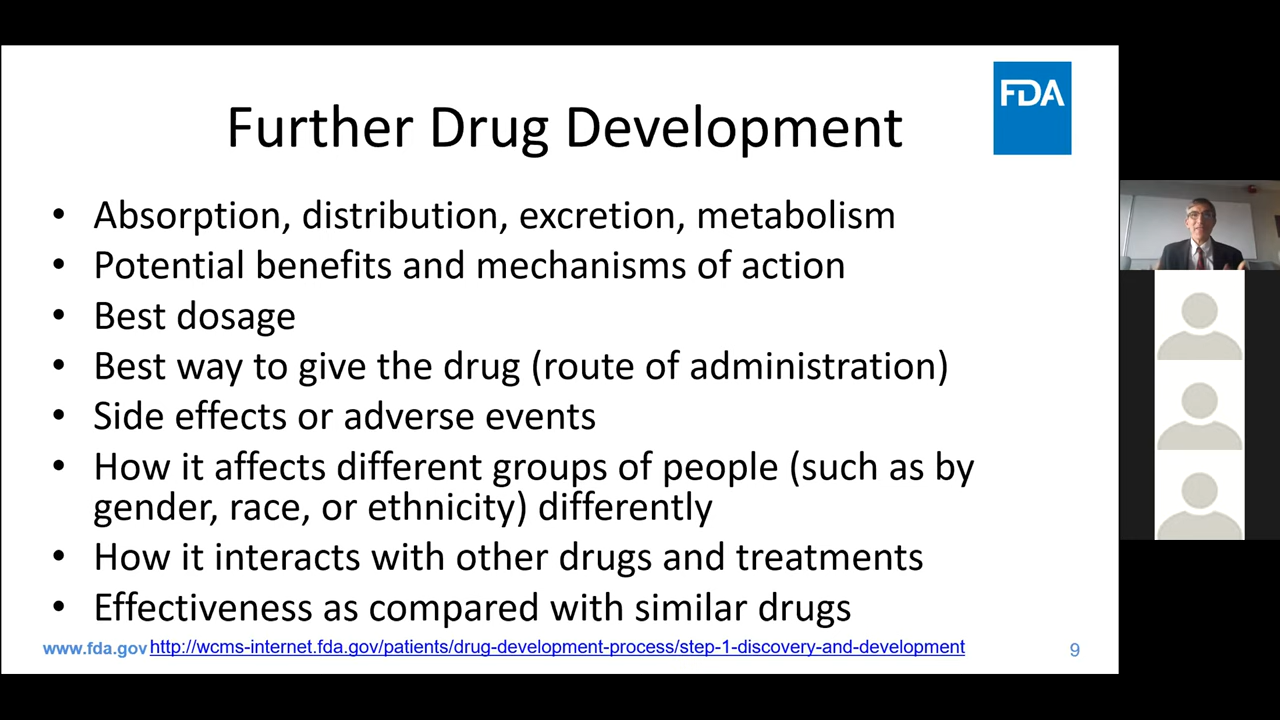 FDA
Further Drug Development
• Absorption, distribution, excretion, metabolism
• Potential benefits and mechanisms of action
• Best dosage
• Best way to give the drug (route of administration)
• Side effects or adverse events
• How it affects different groups of people (such as by
gender, race, or ethnicity) differently
• How it interacts with other drugs and treatments
• Effectiveness as compared with similar drugs
www.fda.gov http://wcms-internet.fda.gov/patients/drug-development-process/step-1-discovery-and-development
9